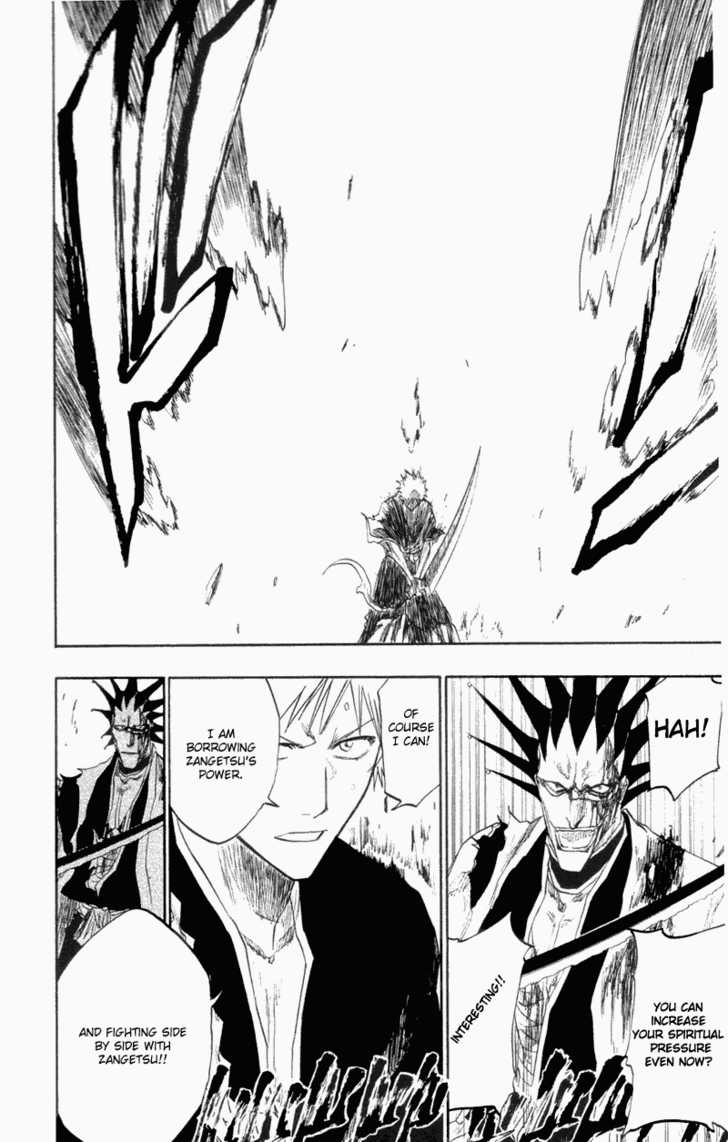 HAH!
INTERESTING!!
YOU CAN
INCREASE
YOUR SPIRITUAL
PRESSURE
EVEN NOW?
OF
COURSE
I CAN!
I AM
BORROWING
ZANGETSU'S
POWER.
AND FIGHTING SIDE
BY SIDE WITH
ZANGETSU!!